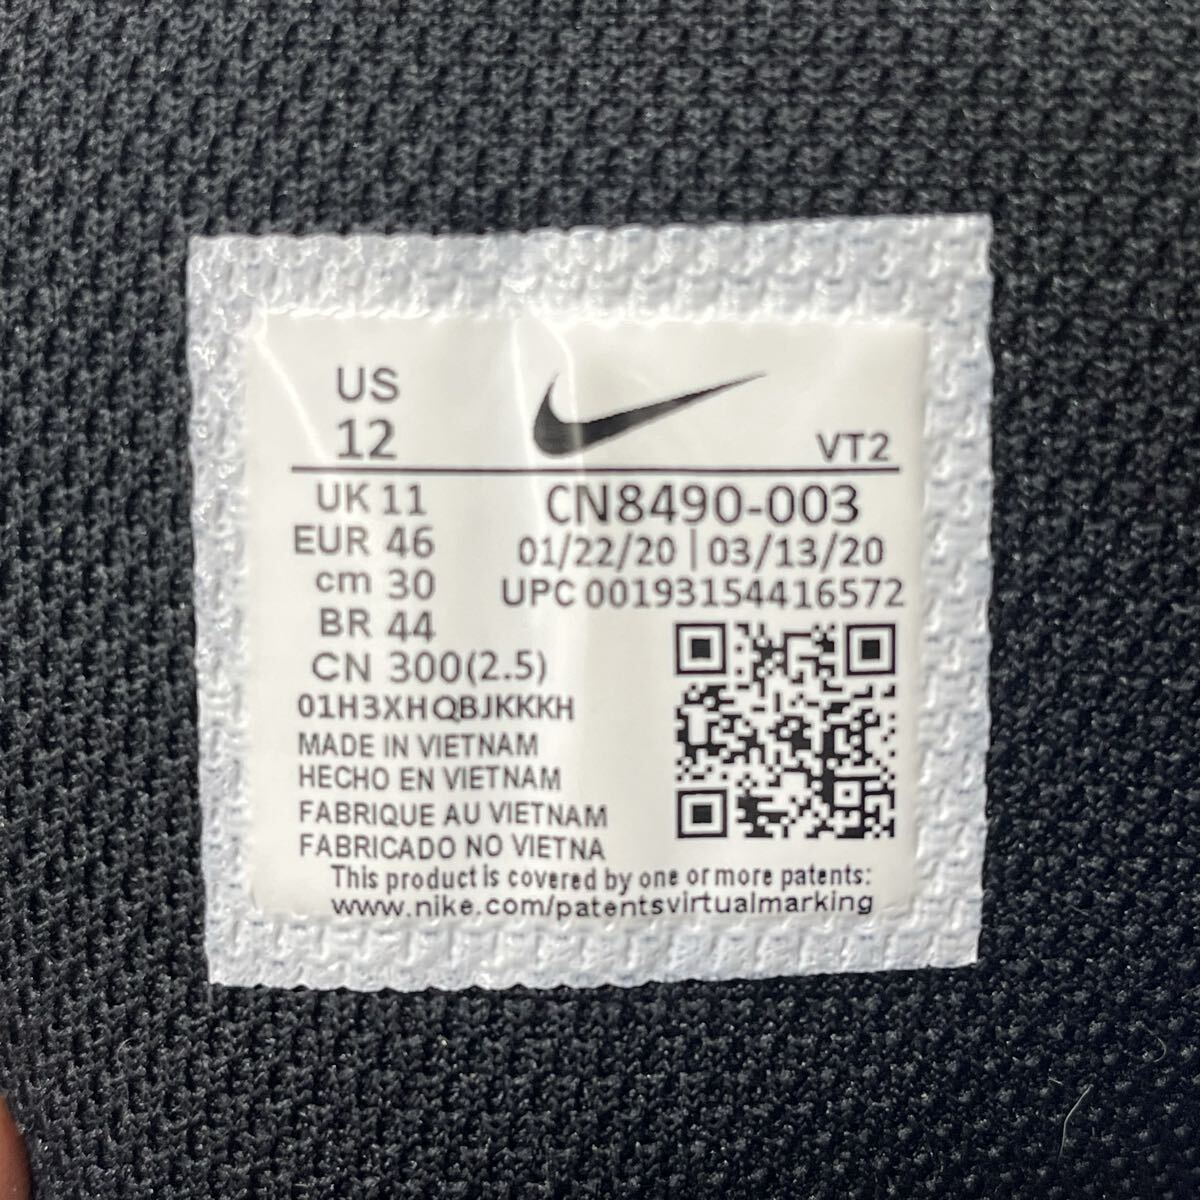 US
12
VT2
UK 11
EUR 46
cm 30
BR 44
CN 300(2.5)
CN8490-003
01/22/20 | 03/13/20
UPC 00193154416572
01H3XHQBJKKKH
MADE IN VIETNAM
HECHO EN VIETNAM
FABRIQUE AU VIETNAM
FABRICADO NO VIETNA
This product is covered by one or more patents:
www.nike.com/patentsvirtualmarking